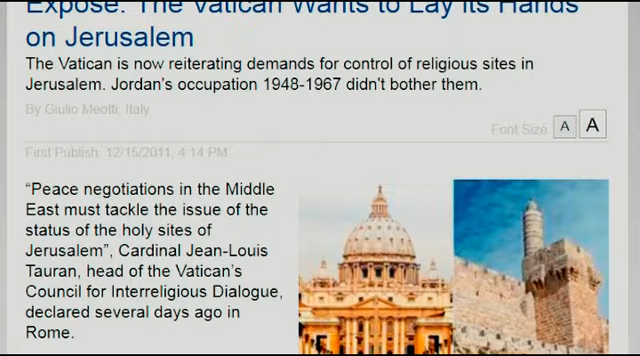 Expose: The Vatican Wants to Lay Its Hands
on Jerusalem
The Vatican is now reiterating demands for control of religious sites in
Jerusalem. Jordan's occupation 1948-1967 didn't bother them.
By Giulio Meotti, Italy
Font Size A A
First Publish: 12/15/2011, 4:14 PM
“Peace negotiations in the Middle
East must tackle the issue of the
status of the holy sites of
Jerusalem”, Cardinal Jean-Louis
Tauran, head of the Vatican’s
Council for Interreligious Dialogue,
declared several days ago in
Rome.